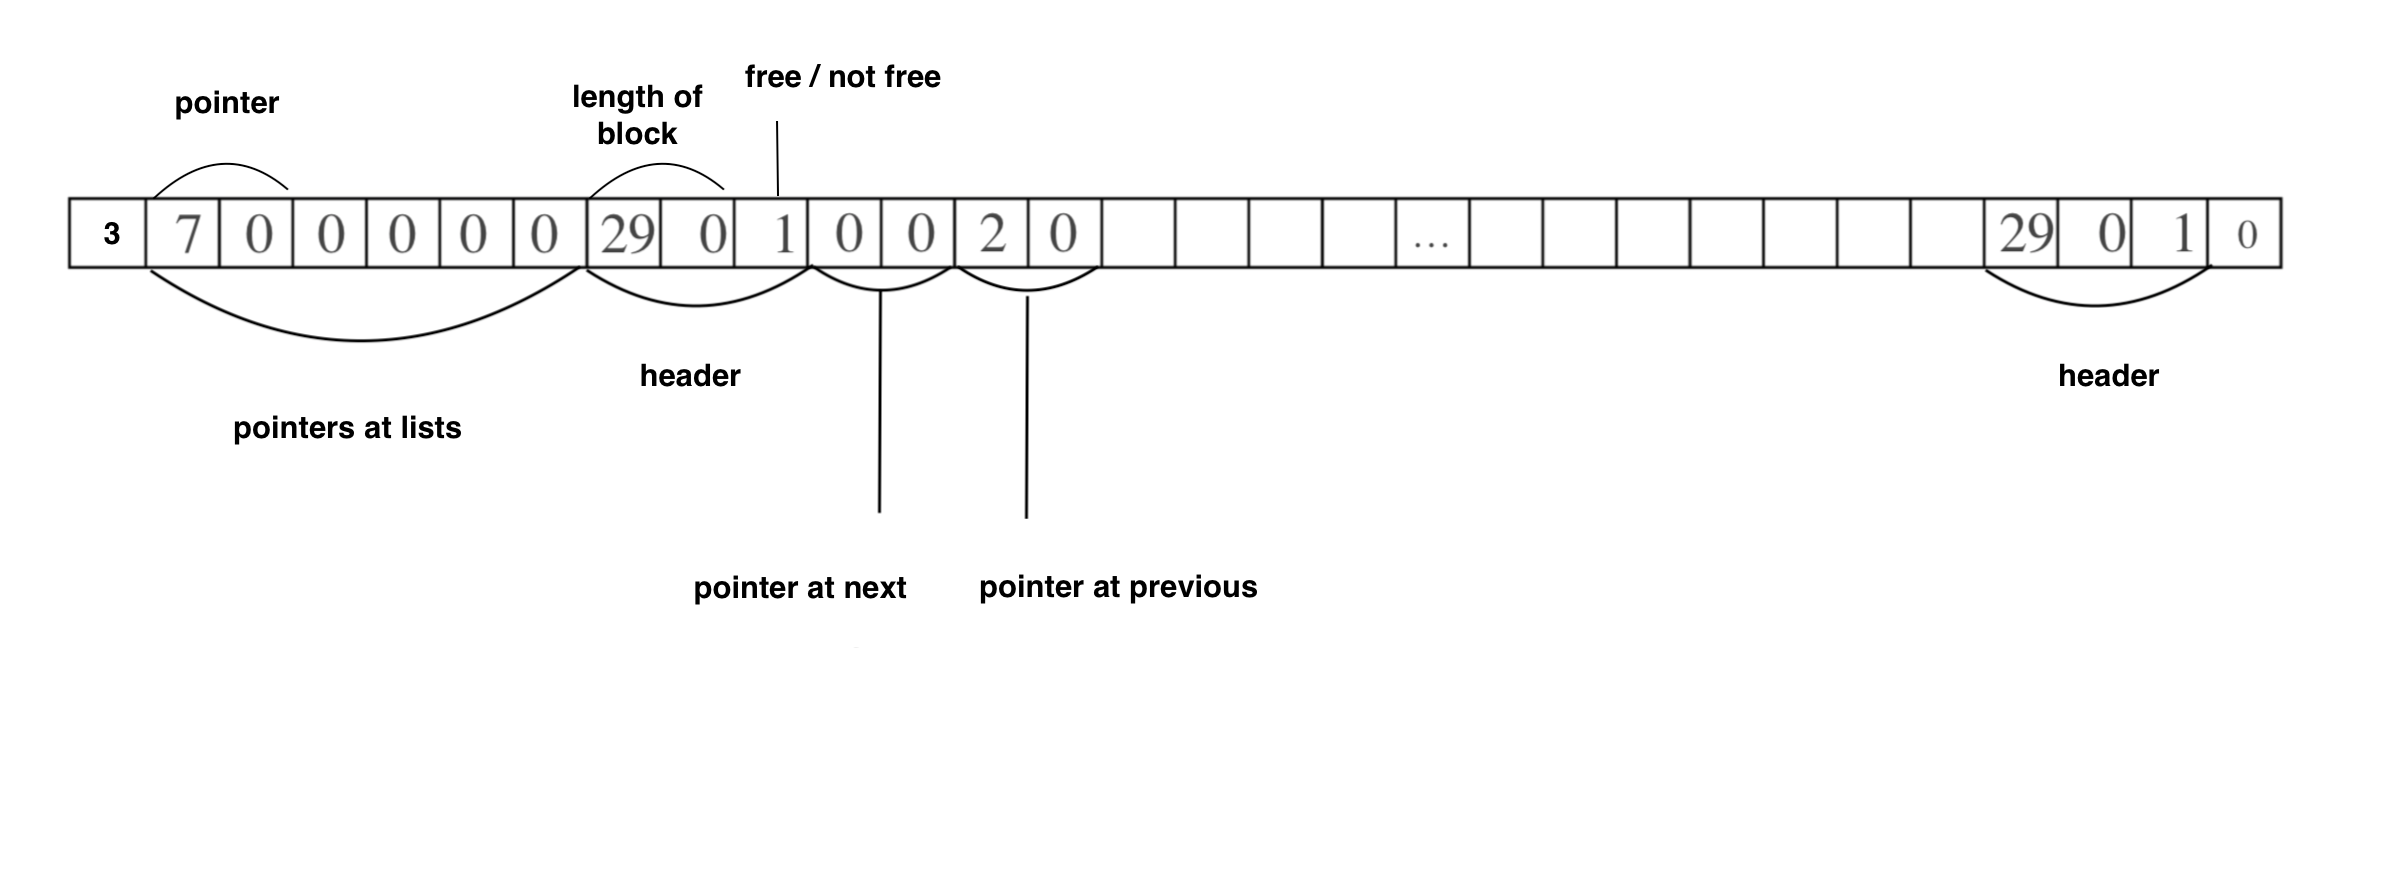 free / not free
pointer
length of
block
3 7 0 0 0 0 0 29 0 1 0 0 2 0 ... 29 0 1 0
header
header
pointers at lists
pointer at next
pointer at previous